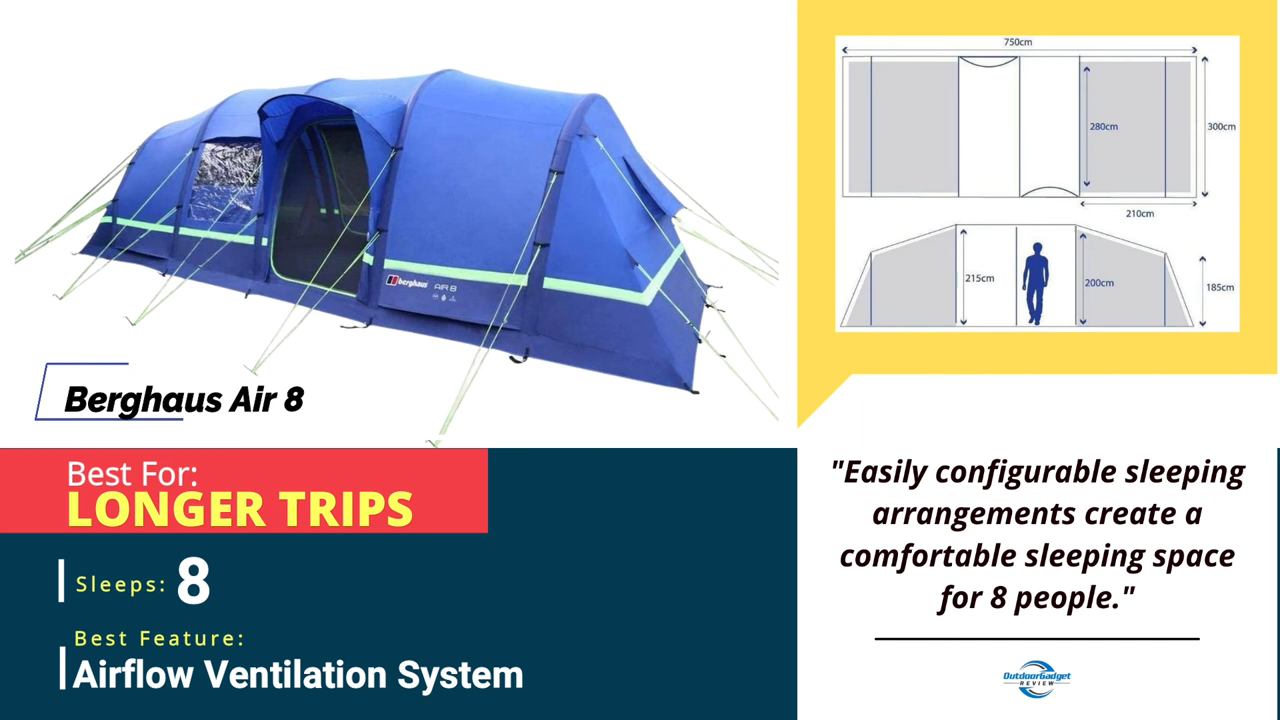 berghaus
AIR 8
Berghaus Air 8
Best For:
LONGER TRIPS
Sleeps: 8
Best Feature:
Airflow Ventilation System
750cm
280cm
300cm
210cm
215cm
200cm
185cm
"Easily configurable sleeping
arrangements create a
comfortable sleeping space
for 8 people."
OutdoorGadget
REVIEW